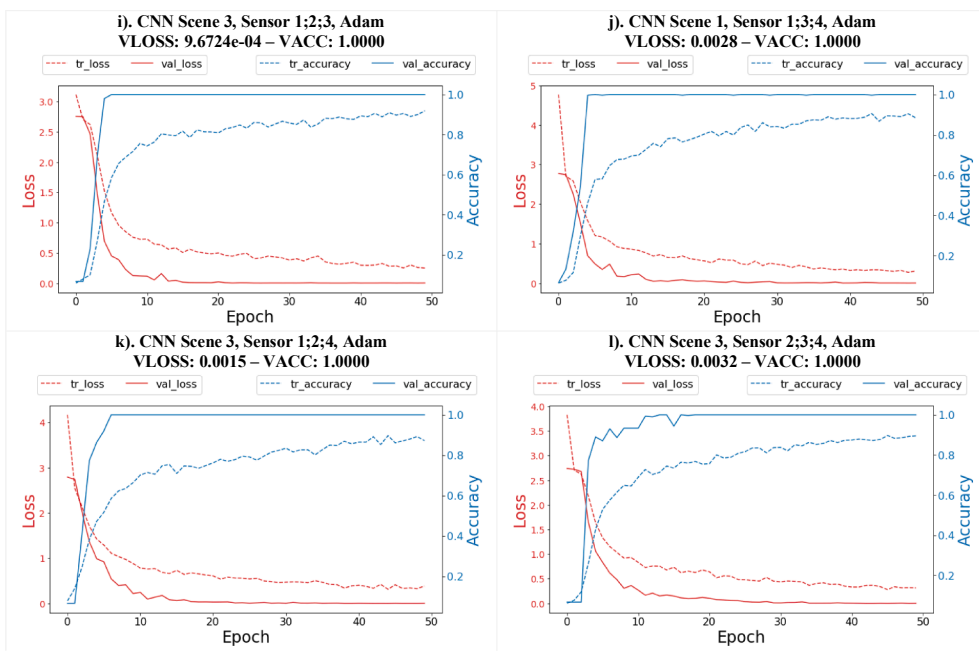 i). CNN Scene 3, Sensor 1;2;3, Adam
VLOSS: 9.6724e-04 – VACC: 1.0000
tr_loss val_loss tr_accuracy val_accuracy
3.0
2.5
2.0
1.5
1.0
0.5
0.0
Loss
1.0
0.8
0.6
0.4
0.2
Accuracy
0 10 20 30 40 50
Epoch
j). CNN Scene 1, Sensor 1;3;4, Adam
VLOSS: 0.0028 – VACC: 1.0000
tr_loss val_loss tr_accuracy val_accuracy
5
4
3
2
1
0
Loss
1.0
0.8
0.6
0.4
0.2
Accuracy
0 10 20 30 40 50
Epoch
k). CNN Scene 3, Sensor 1;2;4, Adam
VLOSS: 0.0015 – VACC: 1.0000
tr_loss val_loss tr_accuracy val_accuracy
4
3
2
1
0
Loss
1.0
0.8
0.6
0.4
0.2
Accuracy
0 10 20 30 40 50
Epoch
l). CNN Scene 3, Sensor 2;3;4, Adam
VLOSS: 0.0032 – VACC: 1.0000
tr_loss val_loss tr_accuracy val_accuracy
4.0
3.5
3.0
2.5
2.0
1.5
1.0
0.5
0.0
Loss
1.0
0.8
0.6
0.4
0.2
Accuracy
0 10 20 30 40 50
Epoch